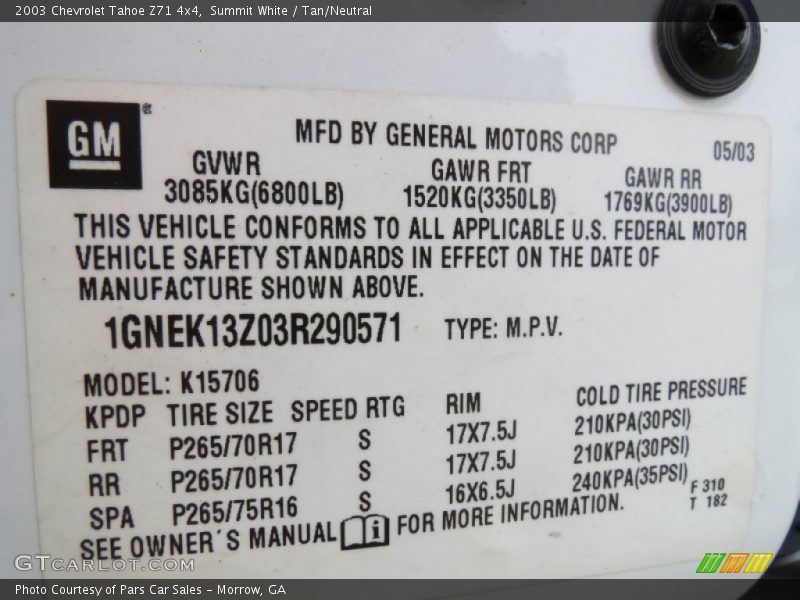 2003 Chevrolet Tahoe Z71 4x4, Summit White / Tan/Neutral
GM®
MFD BY GENERAL MOTORS CORP 05/03
GVWR GAWR FRT GAWR RR
3085KG(6800LB) 1520KG(3350LB) 1769KG(3900LB)
THIS VEHICLE CONFORMS TO ALL APPLICABLE U.S. FEDERAL MOTOR
VEHICLE SAFETY STANDARDS IN EFFECT ON THE DATE OF
MANUFACTURE SHOWN ABOVE.
1GNEK13Z03R290571 TYPE: M.P.V.
MODEL: K15706
KPDP TIRE SIZE SPEED RTG RIM COLD TIRE PRESSURE
FRT P265/70R17 S 17X7.5J 210KPA(30PSI)
RR P265/70R17 S 17X7.5J 210KPA(30PSI)
SPA P265/75R16 S 16X6.5J 240KPA(35PSI)
F 310
T 182
SEE OWNER'S MANUAL i FOR MORE INFORMATION.
GTCarLot.com
Photo Courtesy of Pars Car Sales - Morrow, GA